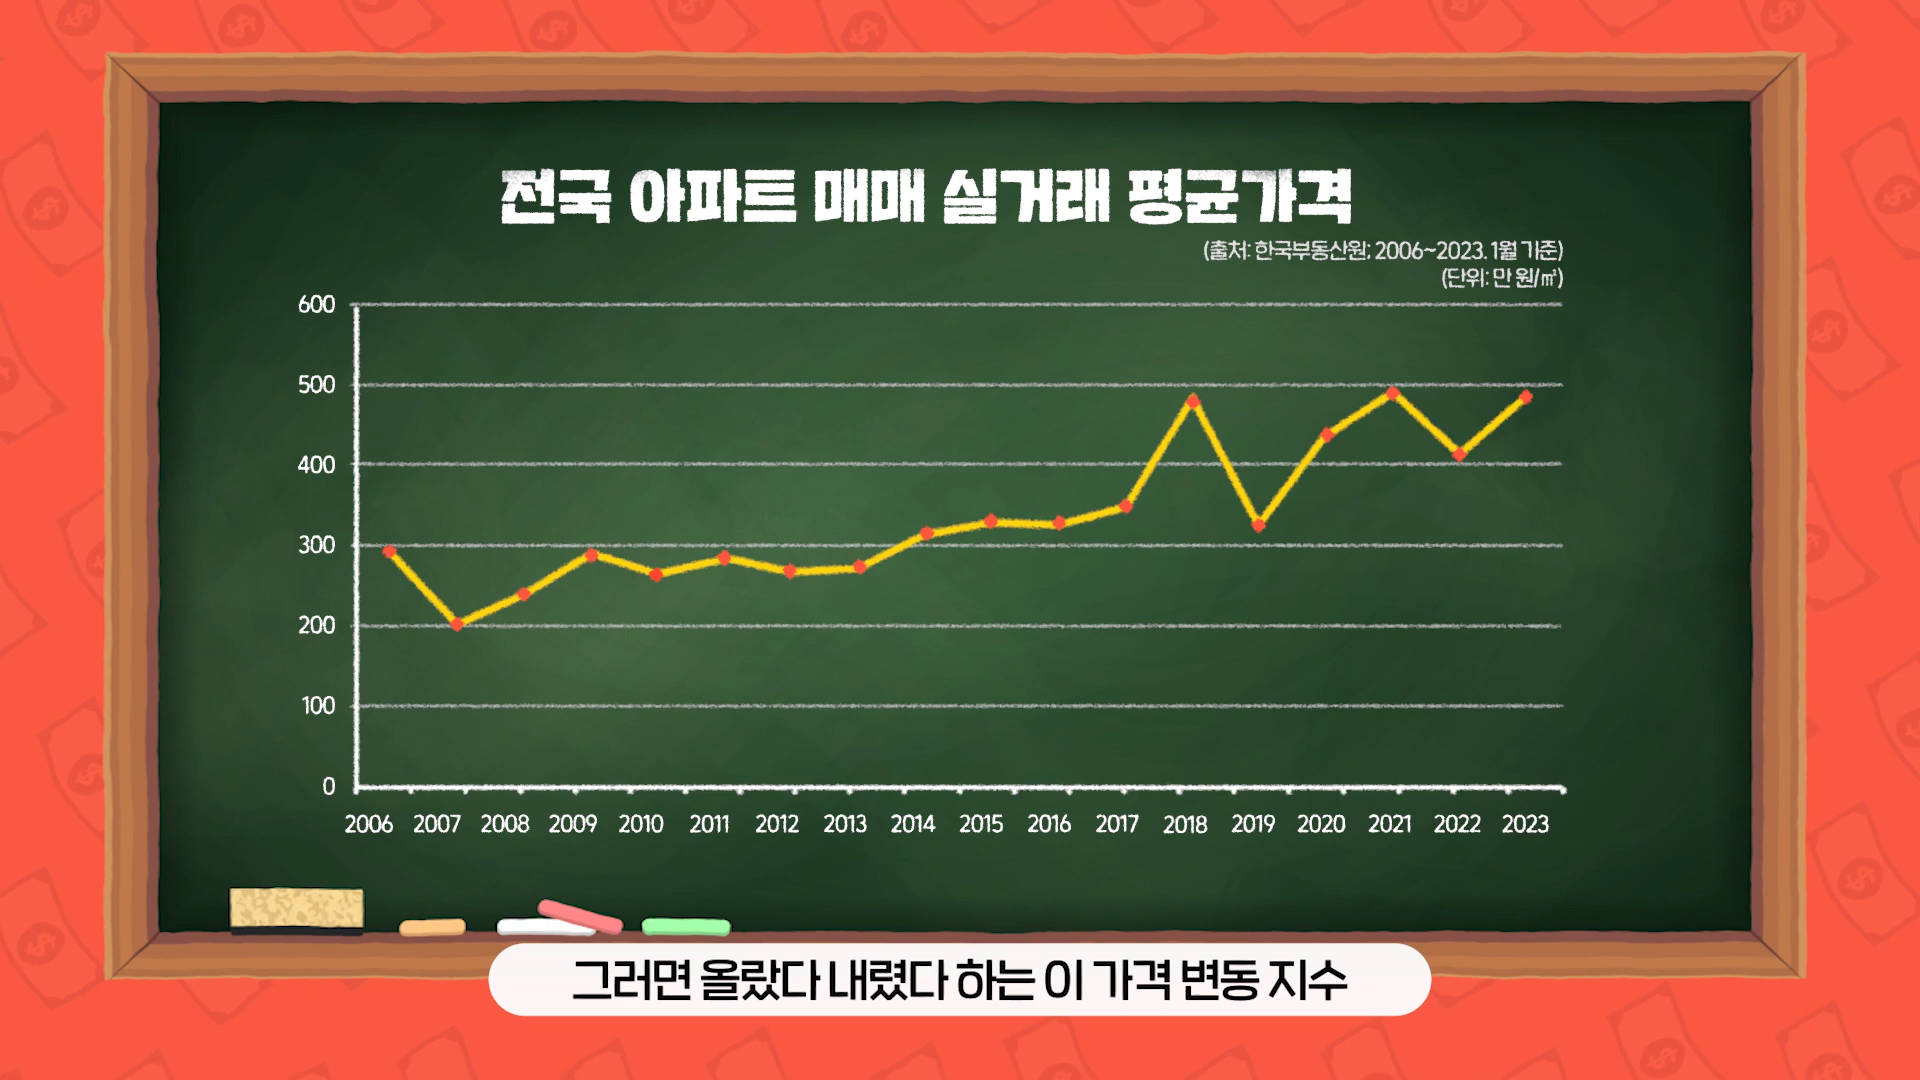 전국 아파트 매매 실거래 평균가격
(출처: 한국부동산원; 2006~2023. 1월 기준)
(단위: 만 원/㎡)
600
500
400
300
200
100
0
2006 2007 2008 2009 2010 2011 2012 2013 2014 2015 2016 2017 2018 2019 2020 2021 2022 2023
그러면 올랐다 내렸다 하는 이 가격 변동 지수